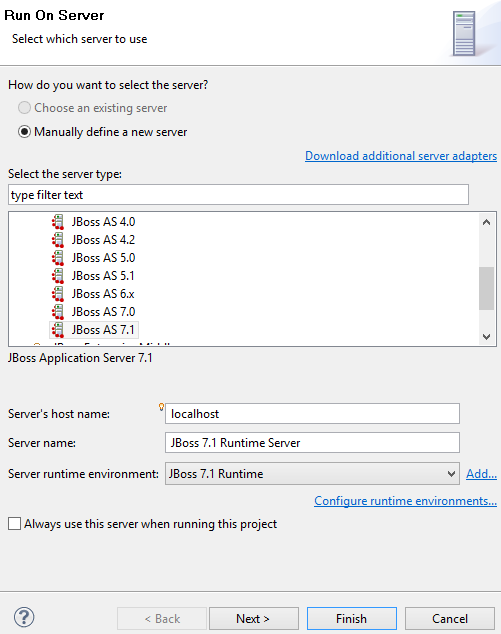 Run On Server
Select which server to use
How do you want to select the server?
Choose an existing server
Manually define a new server
Download additional server adapters
Select the server type:
type filter text
JBoss AS 4.0
JBoss AS 4.2
JBoss AS 5.0
JBoss AS 5.1
JBoss AS 6.x
JBoss AS 7.0
JBoss AS 7.1
JBoss Application Server 7.1
Server's host name: localhost
Server name: JBoss 7.1 Runtime Server
Server runtime environment: JBoss 7.1 Runtime Add...
Configure runtime environments...
Always use this server when running this project
? < Back Next > Finish Cancel